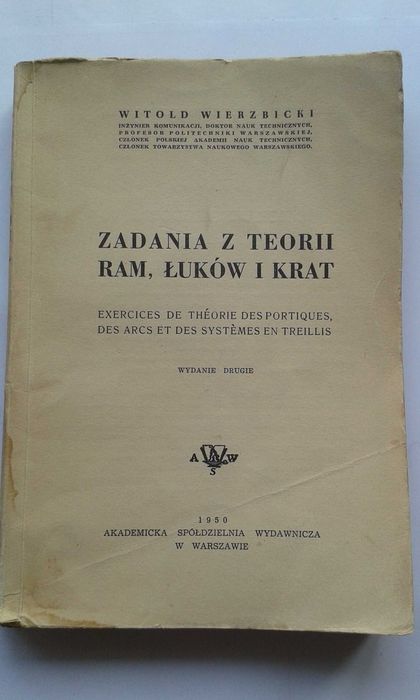 WITOLD WIERZBICKI
INŻYNIER KOMUNIKACJI, DOKTOR NAUK TECHNICZNYCH,
PROFESOR POLITECHNIKI WARSZAWSKIEJ,
CZŁONEK POLSKIEJ AKADEMII NAUK TECHNICZNYCH,
CZŁONEK TOWARZYSTWA NAUKOWEGO WARSZAWSKIEGO.
ZADANIA Z TEORII
RAM, ŁUKÓW I KRAT
EXERCICES DE THÉORIE DES PORTIQUES,
DES ARCS ET DES SYSTÈMES EN TREILLIS
WYDANIE DRUGIE
A W W
S
1950
AKADEMICKA SPÓŁDZIELNIA WYDAWNICZA
W WARSZAWIE